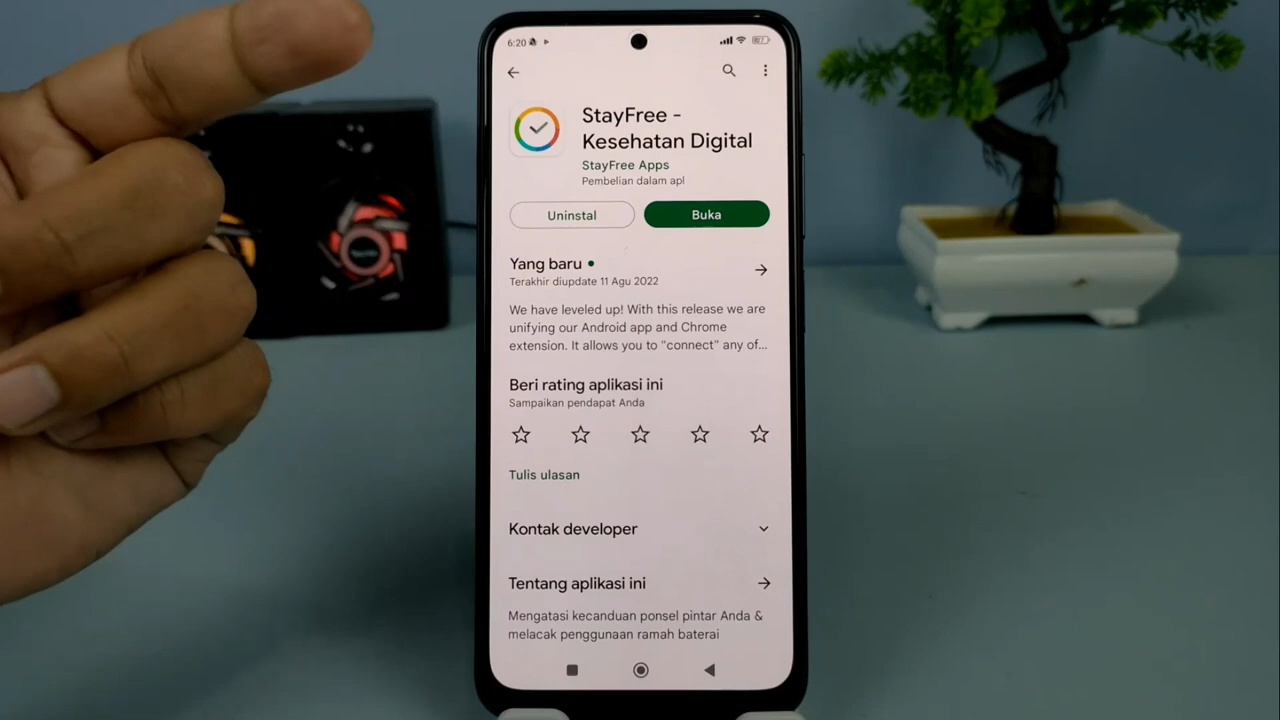 6:20
StayFree -
Kesehatan Digital
StayFree Apps
Pembelian dalam apl
Uninstal
Buka
Yang baru
Terakhir diupdate 11 Agu 2022
We have leveled up! With this release we are
unifying our Android app and Chrome
extension. It allows you to "connect" any of...
Beri rating aplikasi ini
Sampaikan pendapat Anda
Tulis ulasan
Kontak developer
Tentang aplikasi ini
Mengatasi kecanduan ponsel pintar Anda &
melacak penggunaan ramah baterai